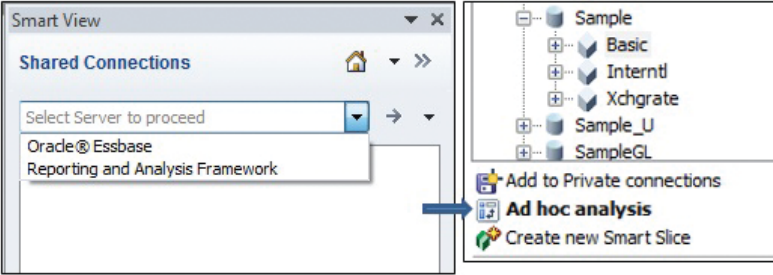 Smart View
Shared Connections
Select Server to proceed
Oracle® Essbase
Reporting and Analysis Framework
Sample
Basic
Interntl
Xchgrate
Sample_U
SampleGL
Add to Private connections
Ad hoc analysis
Create new Smart Slice